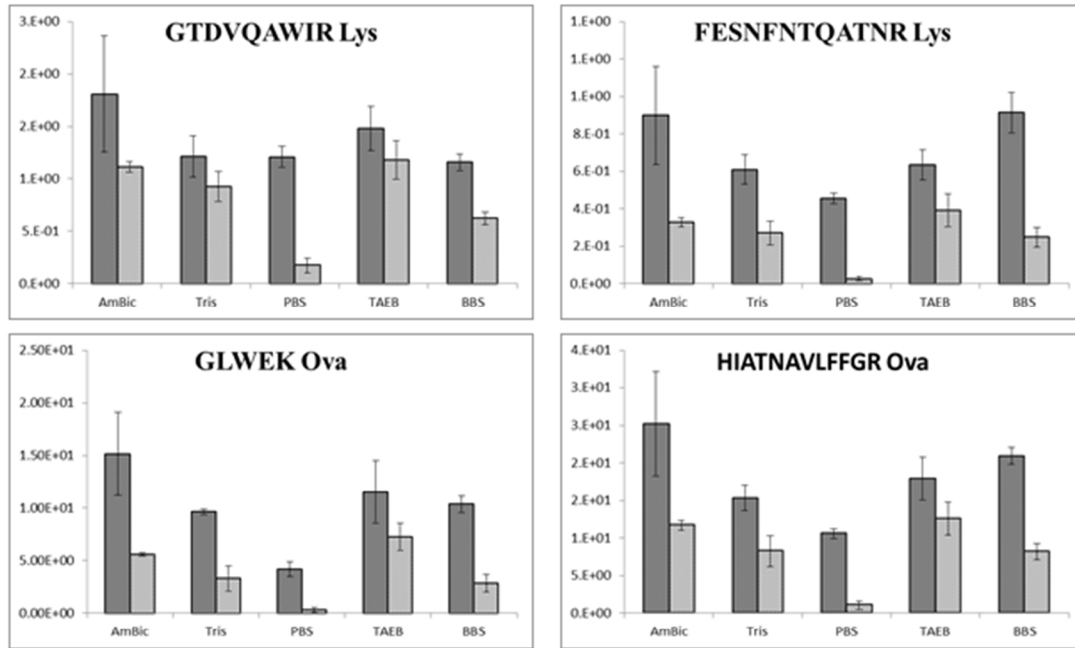 GTDVQAWIR Lys
3.E+00
2.E+00
2.E+00
1.E+00
5.E-01
0.E+00
AmBic Tris PBS TAEB BBS
FESNFNTQATNR Lys
1.E+00
1.E+00
1.E+00
8.E-01
6.E-01
4.E-01
2.E-01
0.E+00
AmBic Tris PBS TAEB BBS
GLWEK Ova
2.50E+01
2.00E+01
1.50E+01
1.00E+01
5.00E+00
0.00E+00
AmBic Tris PBS TAEB BBS
HIATNAVLFFGR Ova
4.E+01
3.E+01
3.E+01
2.E+01
2.E+01
1.E+01
5.E+00
0.E+00
AmBic Tris PBS TAEB BBS